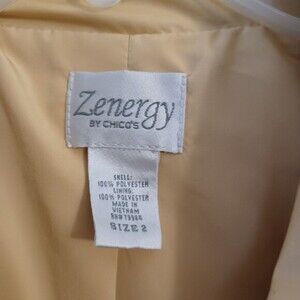 Zenergy
BY CHICO'S
SHELL:
100% POLYESTER
LINING:
100% POLYESTER
MADE IN
VIETNAM
SIZE 2